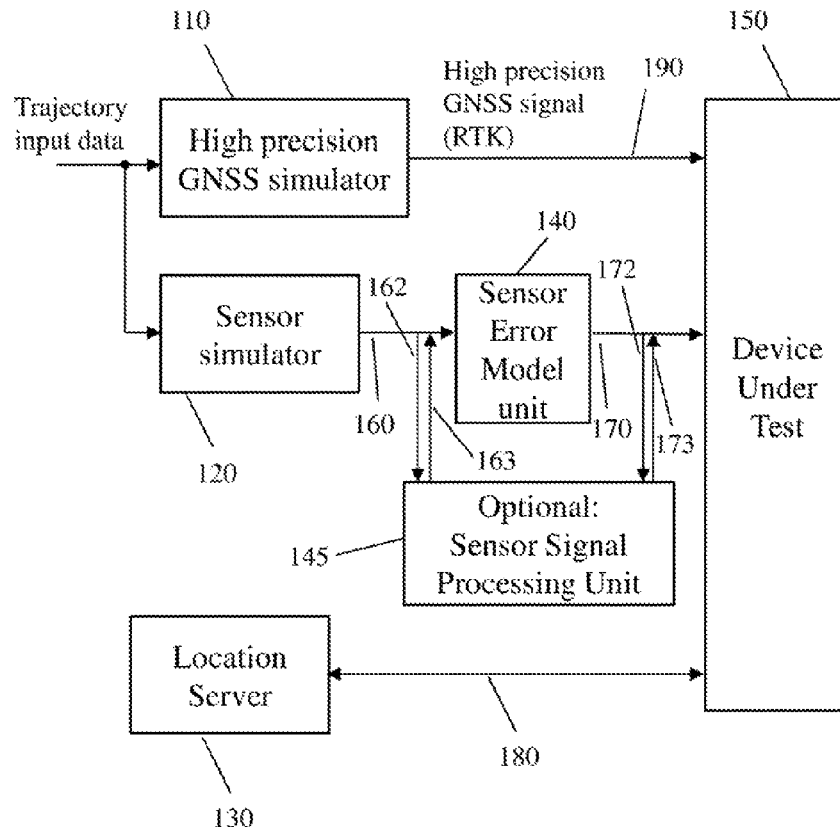 110
150
High precision
GNSS signal
(RTK)
190
Trajectory
input data
High precision
GNSS simulator
140
172
162
Sensor
simulator
Sensor
Error
Model
unit
Device
Under
Test
160
163
170
173
120
Optional:
Sensor Signal
Processing Unit
145
Location
Server
180
130